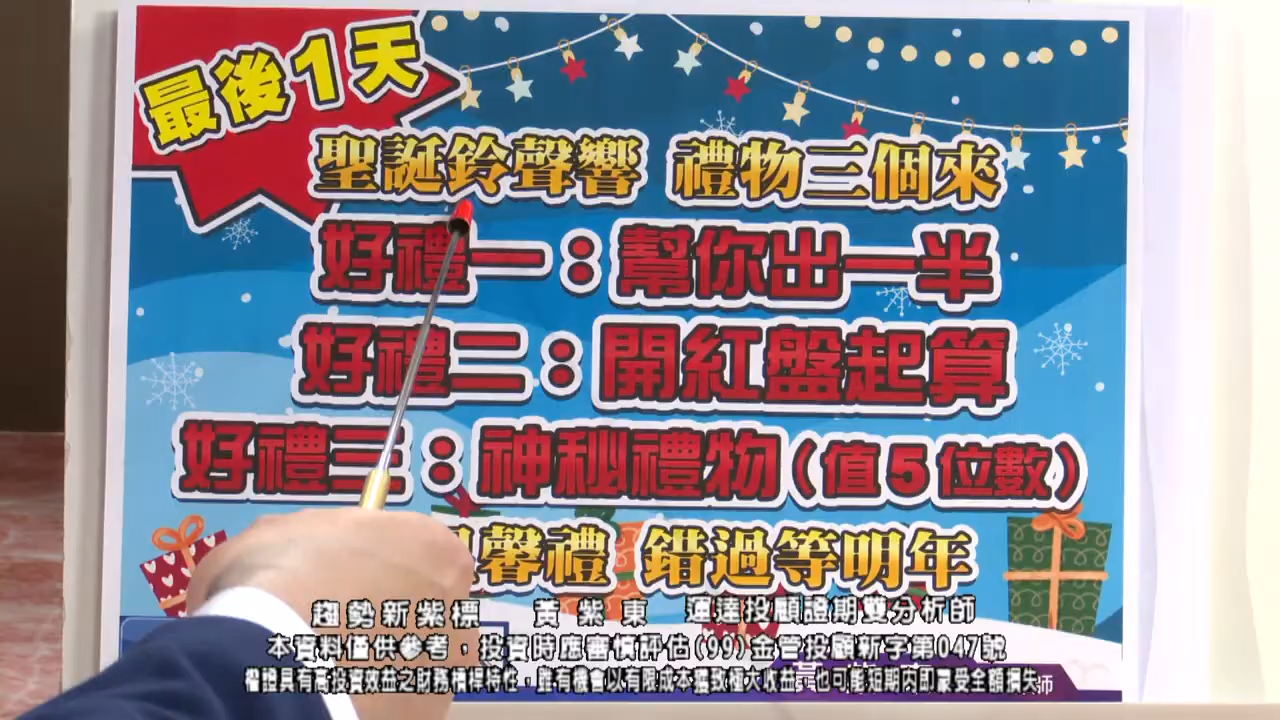 最後1天
聖誕鈴聲響 禮物三個來
好禮一：幫你出一半
好禮二：開紅盤起算
好禮三：神秘禮物(值5位數)
馨禮 錯過等明年
趨勢新紫標 黃紫東 運達投顧證期雙分析師
本資料僅供參考，投資時應審慎評估(99)金管投顧新字第047號
權證具有高投資效益之財務槓桿特性，雖有機會以有限成本獲致極大收益，也可能短期內即蒙受全額損失
師